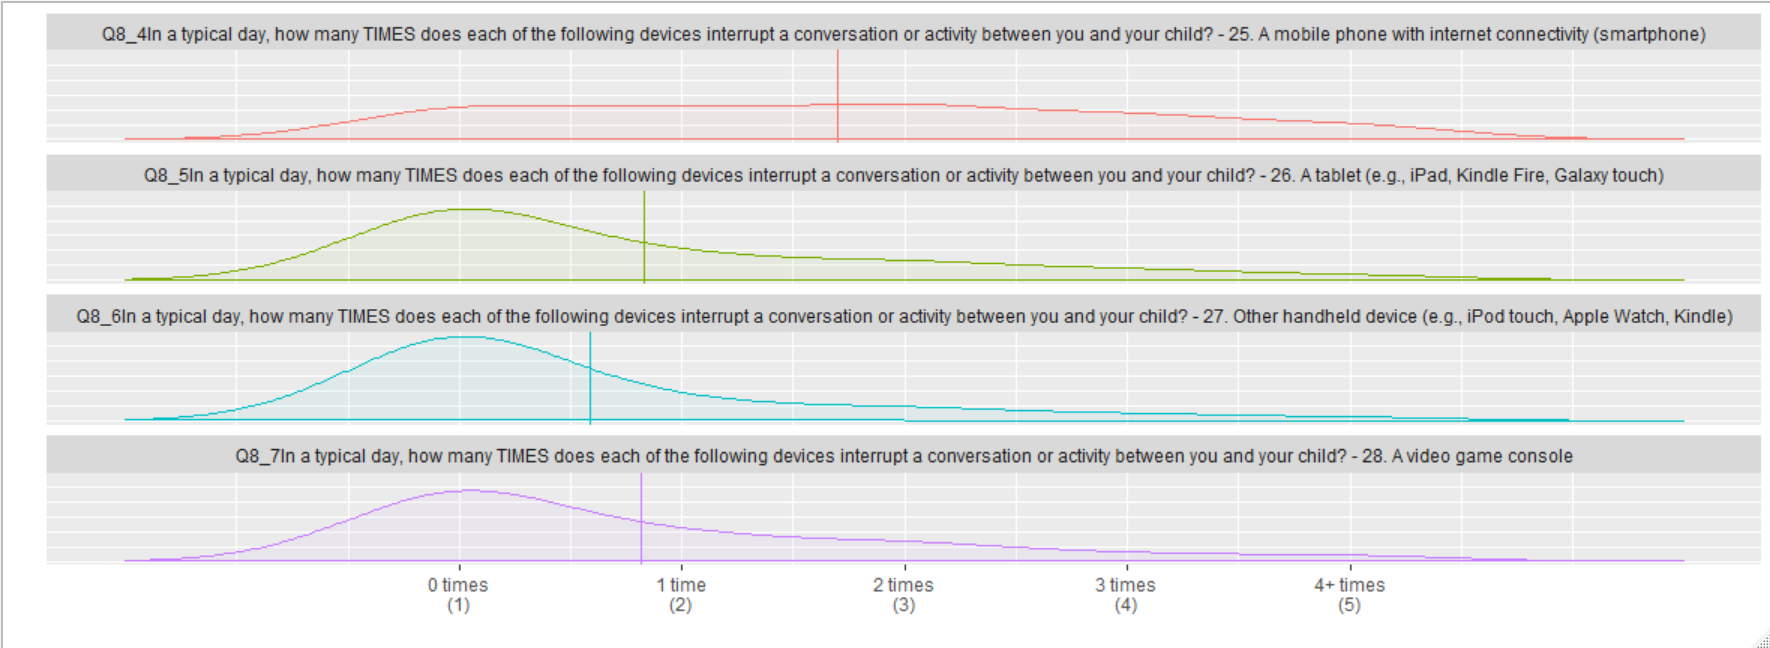 Q8_4In a typical day, how many TIMES does each of the following devices interrupt a conversation or activity between you and your child? - 25. A mobile phone with internet connectivity (smartphone)
Q8_5In a typical day, how many TIMES does each of the following devices interrupt a conversation or activity between you and your child? - 26. A tablet (e.g., iPad, Kindle Fire, Galaxy touch)
Q8_6In a typical day, how many TIMES does each of the following devices interrupt a conversation or activity between you and your child? - 27. Other handheld device (e.g., iPod touch, Apple Watch, Kindle)
Q8_7In a typical day, how many TIMES does each of the following devices interrupt a conversation or activity between you and your child? - 28. A video game console
0 times 1 time 2 times 3 times 4+ times
(1) (2) (3) (4) (5)